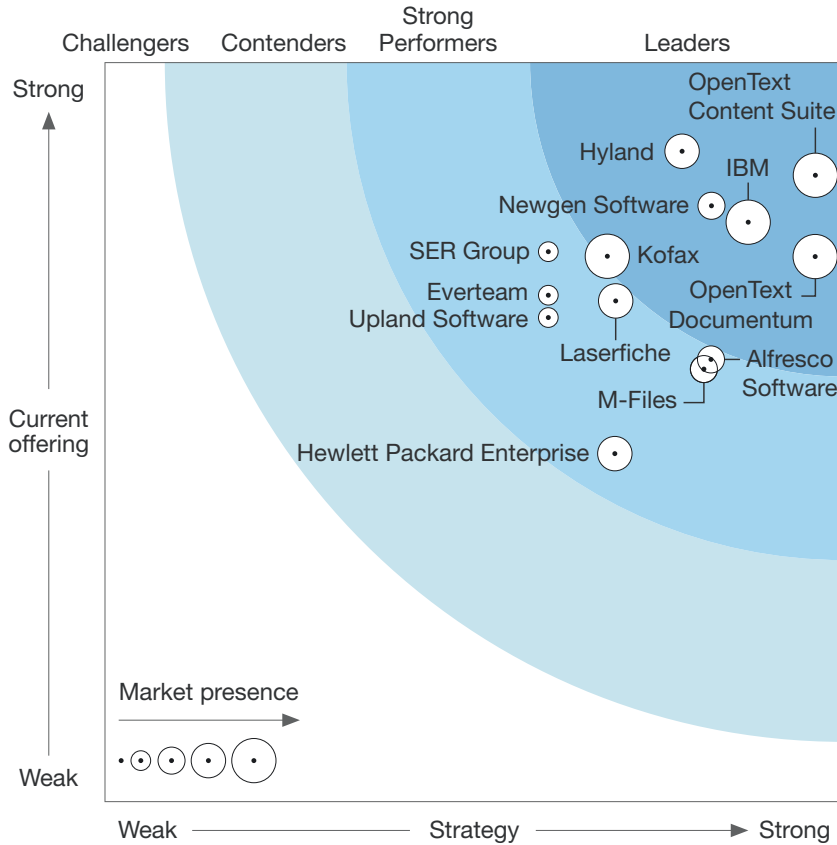 Strong
Challengers
Contenders
Performers
Leaders
Strong
OpenText
Content Suite
Hyland
IBM
Newgen Software
SER Group
Kofax
Everteam
OpenText
Upland Software
Documentum
Laserfiche
Alfresco
Software
M-Files
Current
offering
Hewlett Packard Enterprise
Market presence
Weak
Weak
Strategy
Strong